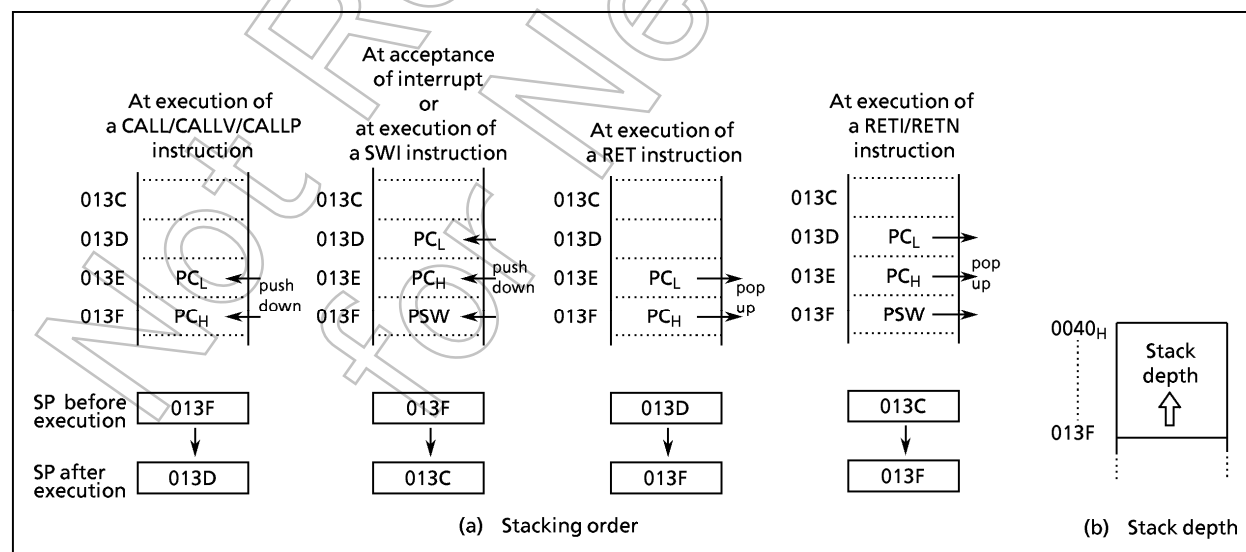 At execution of
a CALL/CALLV/CALLP
instruction
013C
013D
013E PCL
013F PCH
push
down
At acceptance
of interrupt
or
at execution of
a SWI instruction
013C
013D PCL
013E PCH
013F PSW
push
down
At execution of
a RET instruction
013C
013D
013E PCL
013F PCH
pop
up
At execution of
a RETI/RETN
instruction
013C
013D PCL
013E PCH
013F PSW
pop
up
SP before
execution
013F
013F
013D
013C
SP after
execution
013D
013C
013F
013F
(a) Stacking order
0040H
Stack
depth
013F
(b) Stack depth
Not R
for Ne